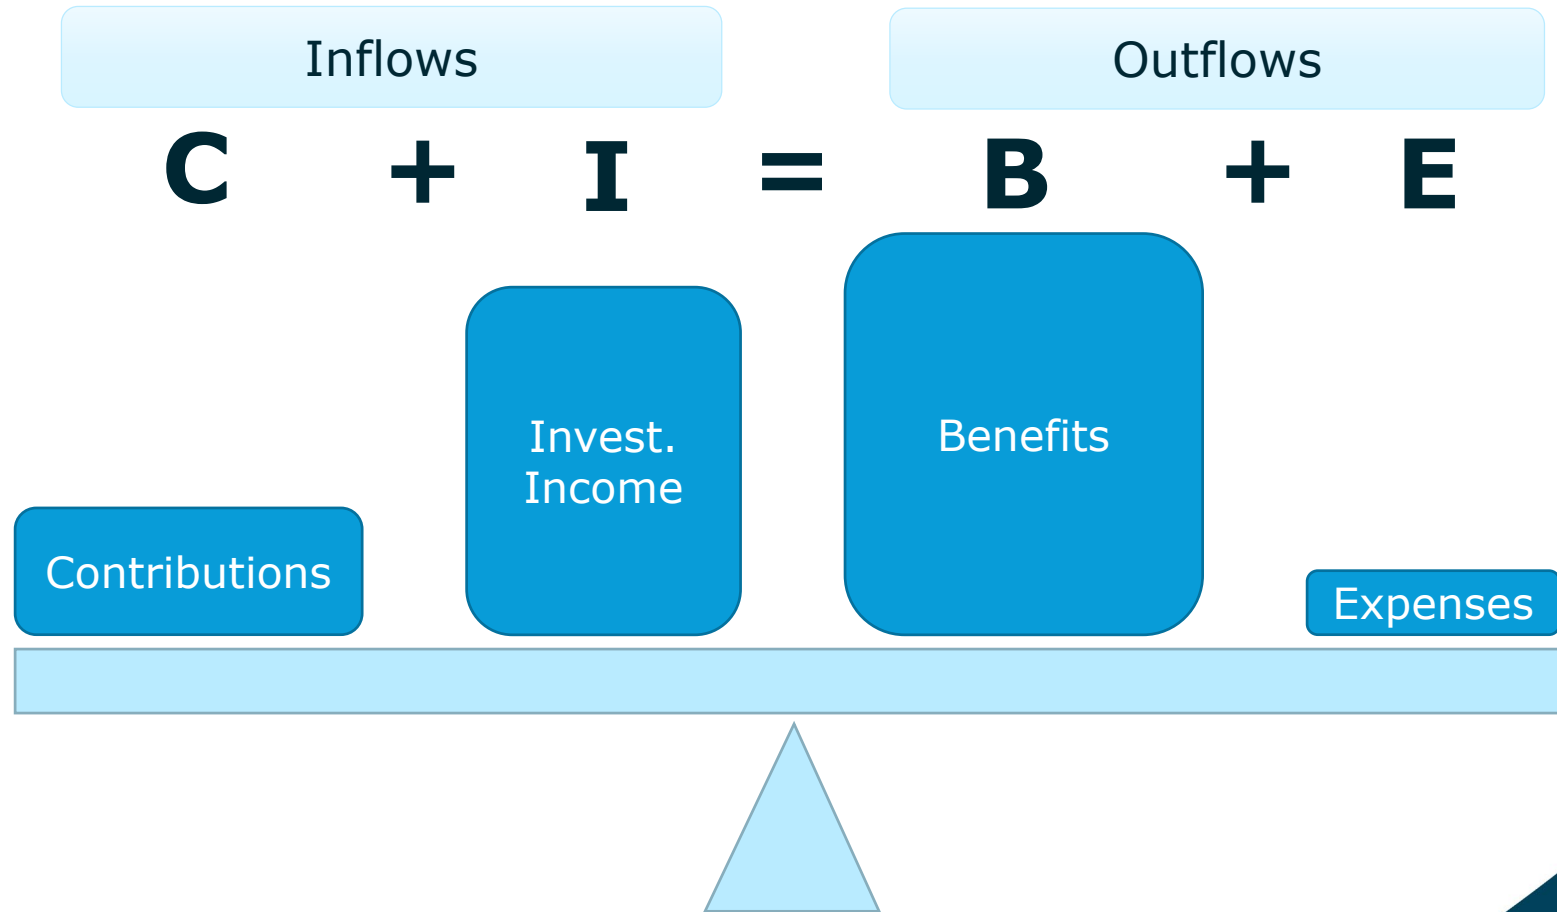 Inflows
Outflows
C + I = B + E
Invest.
Income
Benefits
Contributions
Expenses